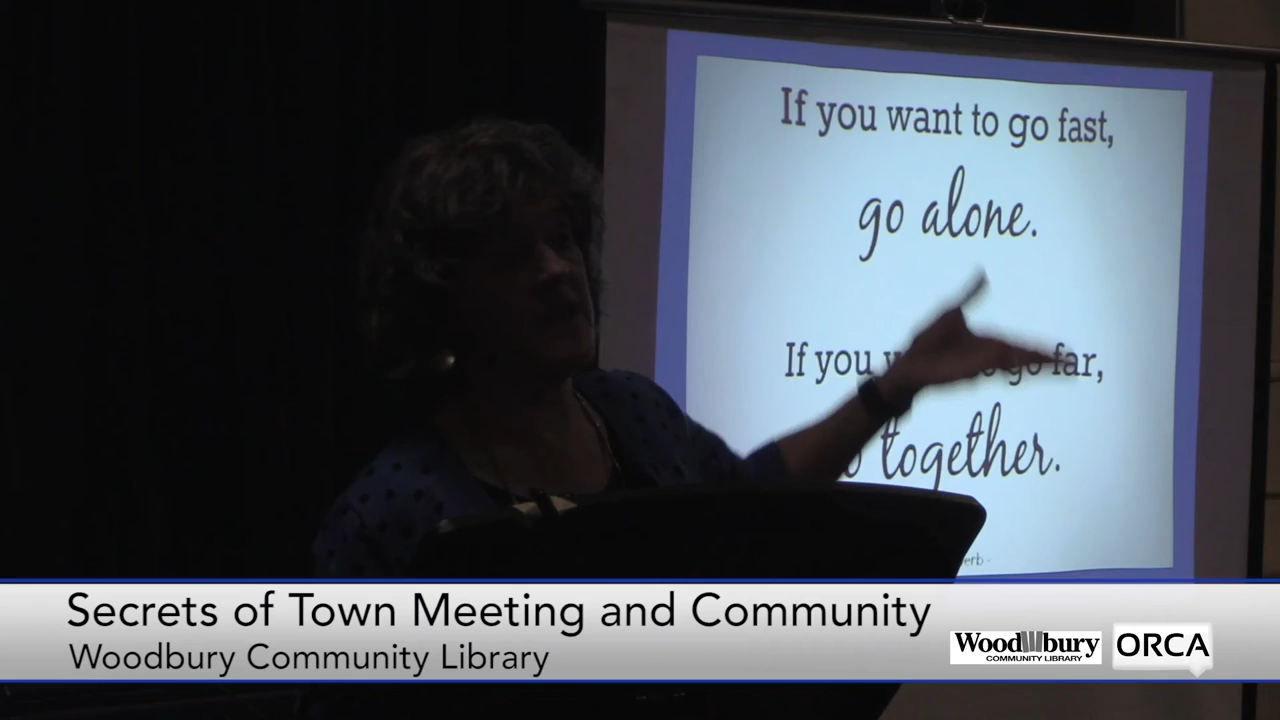 If you want to go fast,
go alone.
If you go far,
together.
Secrets of Town Meeting and Community
Woodbury Community Library
Woodbury
COMMUNITY LIBRARY
ORCA